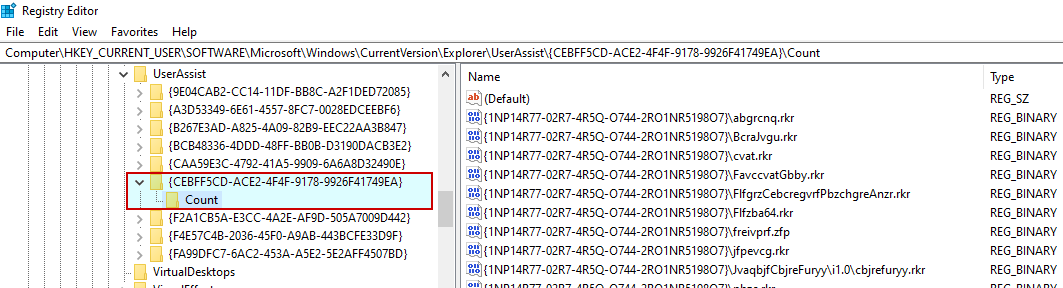 Registry Editor
File Edit View Favorites Help
Computer\HKEY_CURRENT_USER\SOFTWARE\Microsoft\Windows\CurrentVersion\Explorer\UserAssist\{CEBFF5CD-ACE2-4F4F-9178-9926F41749EA}\Count
UserAssist
{9E04CAB2-CC14-11DF-BB8C-A2F1DED72085}
{A3D53349-6E61-4557-8FC7-0028EDCEEBF6}
{B267E3AD-A825-4A09-82B9-EEC22AA3B847}
{BCB48336-4DDD-48FF-BB0B-D3190DACB3E2}
{CAA59E3C-4792-41A5-9909-6A6A8D32490E}
{CEBFF5CD-ACE2-4F4F-9178-9926F41749EA}
Count
{F2A1CB5A-E3CC-4A2E-AF9D-505A7009D442}
{F4E57C4B-2036-45F0-A9AB-443BCFE33D9F}
{FA99DFC7-6AC2-453A-A5E2-5E2AFF4507BD}
VirtualDesktops
Name Type
ab (Default) REG_SZ
{1NP14R77-02R7-4R5Q-O744-2RO1NR5198O7}\abgrcnq.rkr REG_BINARY
{1NP14R77-02R7-4R5Q-O744-2RO1NR5198O7}\BcraJvgu.rkr REG_BINARY
{1NP14R77-02R7-4R5Q-O744-2RO1NR5198O7}\cvat.rkr REG_BINARY
{1NP14R77-02R7-4R5Q-O744-2RO1NR5198O7}\FavccvatGbby.rkr REG_BINARY
{1NP14R77-02R7-4R5Q-O744-2RO1NR5198O7}\FlfgrzCebcregvrfPbzchgreAnzr.rkr REG_BINARY
{1NP14R77-02R7-4R5Q-O744-2RO1NR5198O7}\Flfzba64.rkr REG_BINARY
{1NP14R77-02R7-4R5Q-O744-2RO1NR5198O7}\freivprf.zfp REG_BINARY
{1NP14R77-02R7-4R5Q-O744-2RO1NR5198O7}\jfpevcg.rkr REG_BINARY
{1NP14R77-02R7-4R5Q-O744-2RO1NR5198O7}\JvaqbjfCbjreFuryy\i1.0\cbjrefuryy.rkr REG_BINARY